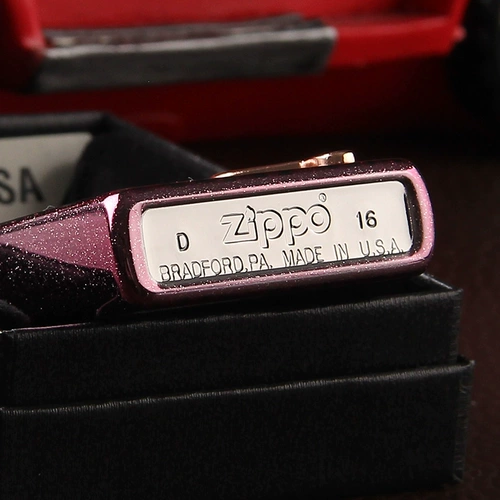 SA
D Zippo® 16
BRADFORD,PA. MADE IN U.S.A.